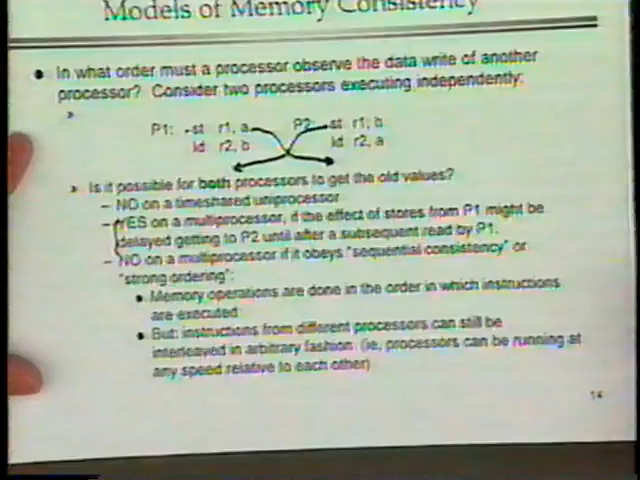 Models of Memory Consistency
In what order must a processor observe the data write of another
processor? Consider two processors executing independently:
P1: st r1, a P2: st r1, b
ld r2, b ld r2, a
Is it possible for both processors to get the old values?
– NO on a timeshared uniprocessor
– YES on a multiprocessor, if the effect of stores from P1 might be
delayed getting to P2 until after a subsequent read by P1.
– NO on a multiprocessor if it obeys "sequential consistency" or
"strong ordering":
Memory operations are done in the order in which instructions
are executed
But: instructions from different processors can still be
interleaved in arbitrary fashion (ie, processors can be running at
any speed relative to each other)
14